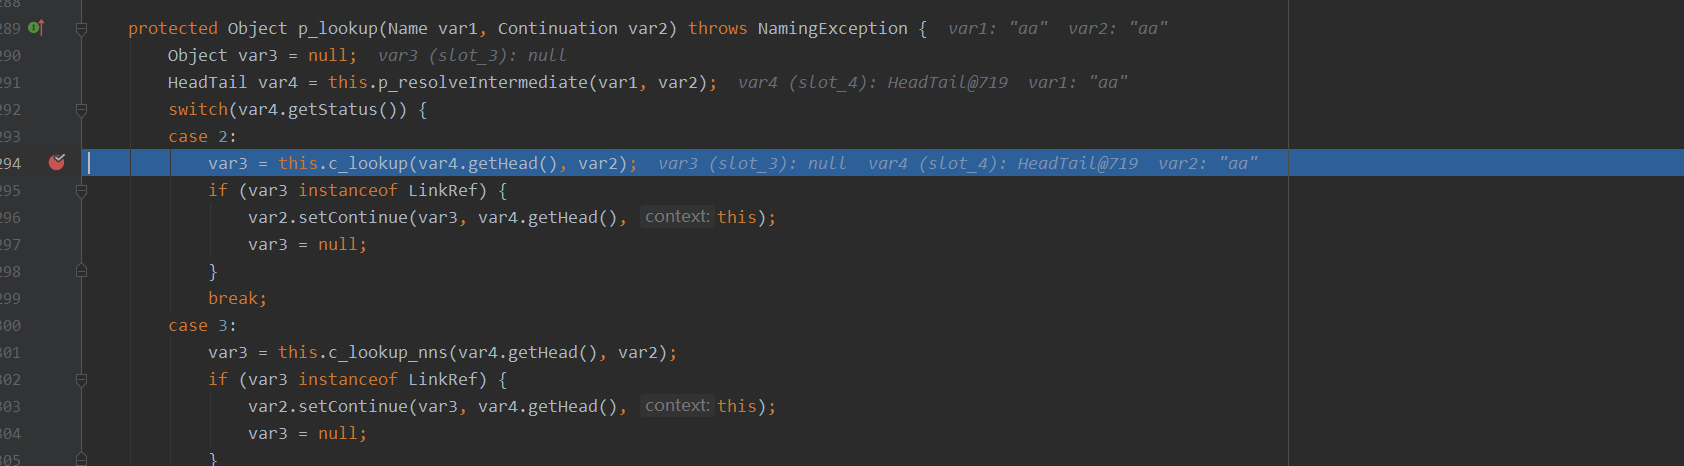 288
289 protected Object p_lookup(Name var1, Continuation var2) throws NamingException { var1: "aa" var2: "aa"
290 Object var3 = null; var3 (slot_3): null
291 HeadTail var4 = this.p_resolveIntermediate(var1, var2); var4 (slot_4): HeadTail@719 var1: "aa"
292 switch(var4.getStatus()) {
293 case 2:
294 var3 = this.c_lookup(var4.getHead(), var2); var3 (slot_3): null var4 (slot_4): HeadTail@719 var2: "aa"
295 if (var3 instanceof LinkRef) {
296 var2.setContinue(var3, var4.getHead(), context: this);
297 var3 = null;
298 }
299 break;
300 case 3:
301 var3 = this.c_lookup_nns(var4.getHead(), var2);
302 if (var3 instanceof LinkRef) {
303 var2.setContinue(var3, var4.getHead(), context: this);
304 var3 = null;
305 }